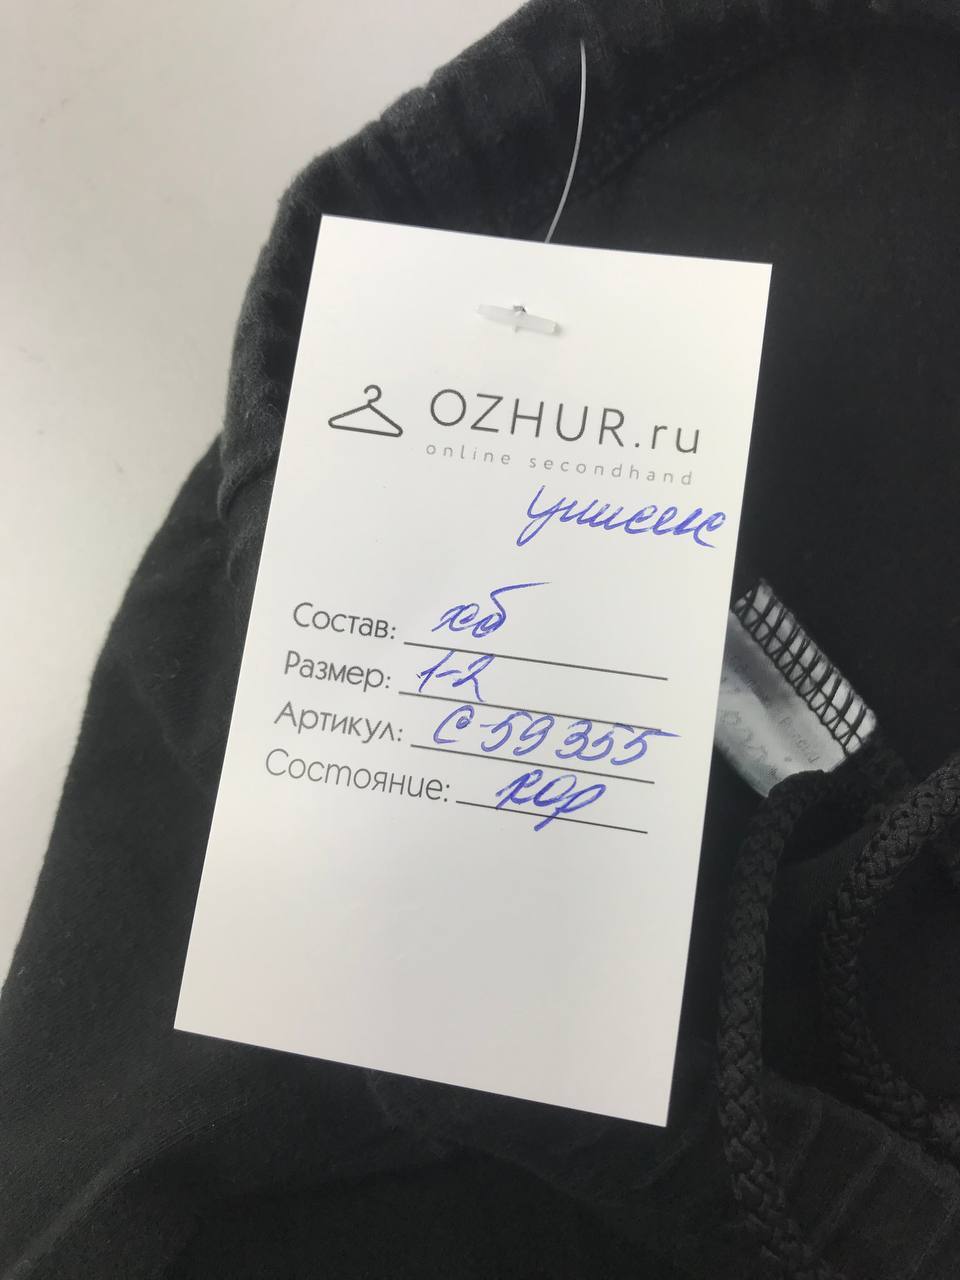 OZHUR.ru
online secondhand
унисекс
Состав: хб
Размер: 1-2
Артикул: С-59355
Состояние: хор